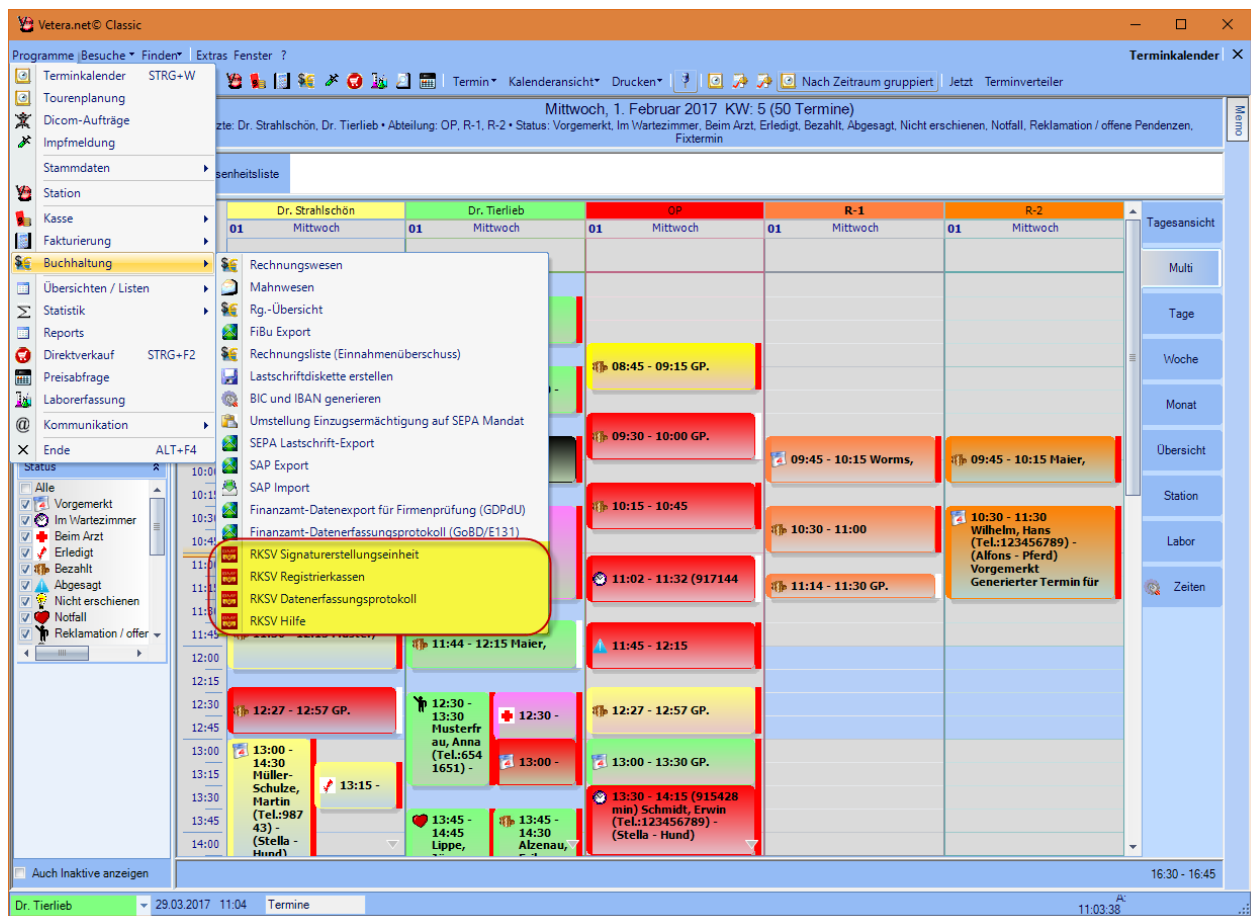 Vetera.net© Classic
Programme Besuche Finden Extras Fenster ?
Terminkalender
Termin Kalenderansicht Drucken Nach Zeitraum gruppiert Jetzt Terminverteiler
Terminkalender STRG+W
Tourenplanung
Dicom-Aufträge
Impfmeldung
Stammdaten
Station
Kasse
Fakturierung
Buchhaltung
Übersichten / Listen
Statistik
Reports
Direktverkauf STRG+F2
Preisabfrage
Laborerfassung
Kommunikation
Ende ALT+F4
Mittwoch, 1. Februar 2017 KW: 5 (50 Termine)
Dr. Strahlschön, Dr. Tierlieb • Abteilung: OP, R-1, R-2 • Status: Vorgemerkt, Im Wartezimmer, Beim Arzt, Erledigt, Bezahlt, Abgesagt, Nicht erschienen, Notfall, Reklamation / offene Pendenzen,
Fixtermin
Memo
senheitsliste
Dr. Strahlschön Dr. Tierlieb OP R-1 R-2
01 Mittwoch 01 Mittwoch 01 Mittwoch 01 Mittwoch 01 Mittwoch
Rechnungswesen
Mahnwesen
Rg.-Übersicht
FiBu Export
Rechnungsliste (Einnahmenüberschuss)
Lastschriftdiskette erstellen
BIC und IBAN generieren
Umstellung Einzugsermächtigung auf SEPA Mandat
SEPA Lastschrift-Export
SAP Export
SAP Import
Finanzamt-Datenexport für Firmenprüfung (GDPdU)
Finanzamt-Datenerfassungsprotokoll (GoBD/E131)
RKSV Signaturerstellungseinheit
RKSV Registrierkassen
RKSV Datenerfassungsprotokoll
RKSV Hilfe
Tagesansicht
Multi
Tage
Woche
Monat
Übersicht
Station
Labor
Zeiten
Status
Alle
Vorgemerkt
Im Wartezimmer
Beim Arzt
Erledigt
Bezahlt
Abgesagt
Nicht erschienen
Notfall
Reklamation / offer
11:45
12:00
12:15
12:30
12:45
13:00
13:15
13:30
13:45
14:00
12:27 - 12:57 GP.
13:00 -
14:30
Müller-
Schulze,
Martin
(Tel.:987
43) -
(Stella -
Hund)
13:15 -
11:44 - 12:15 Maier,
12:30 -
13:30
Musterfr
au, Anna
(Tel.:654
1651) -
12:30 -
13:00 -
13:45 -
14:45
Lippe,
13:45 -
14:30
Alzenau,
08:45 - 09:15 GP.
09:30 - 10:00 GP.
10:15 - 10:45
11:02 - 11:32 (917144
11:45 - 12:15
12:27 - 12:57 GP.
13:00 - 13:30 GP.
13:30 - 14:15 (915428
min) Schmidt, Erwin
(Tel.:123456789) -
(Stella - Hund)
09:45 - 10:15 Worms,
10:30 - 11:00
11:14 - 11:30 GP.
09:45 - 10:15 Maier,
10:30 - 11:30
Wilhelm, Hans
(Tel.:123456789) -
(Alfons - Pferd)
Vorgemerkt
Generierter Termin für
Auch Inaktive anzeigen
16:30 - 16:45
Dr. Tierlieb 29.03.2017 11:04 Termine
A:
11:03:38